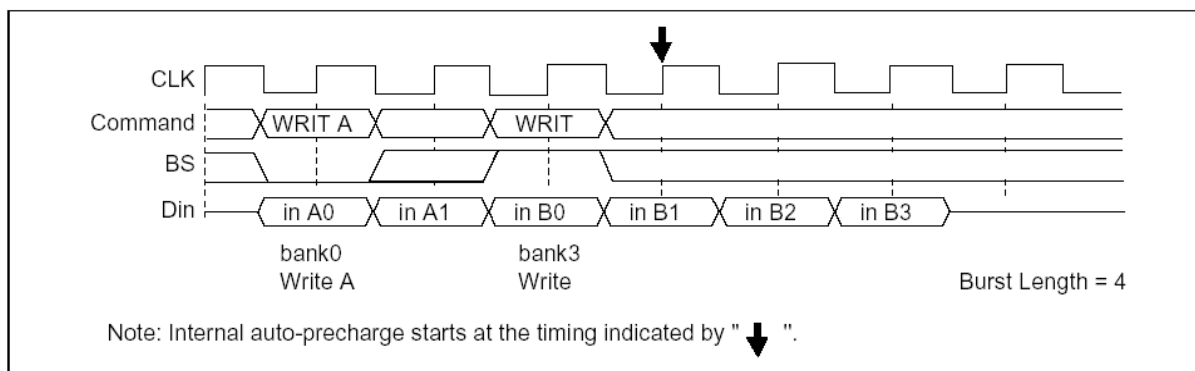 CLK
Command WRIT A WRIT
BS
Din in A0 in A1 in B0 in B1 in B2 in B3
bank0 bank3
Write A Write Burst Length = 4
Note: Internal auto-precharge starts at the timing indicated by " ".